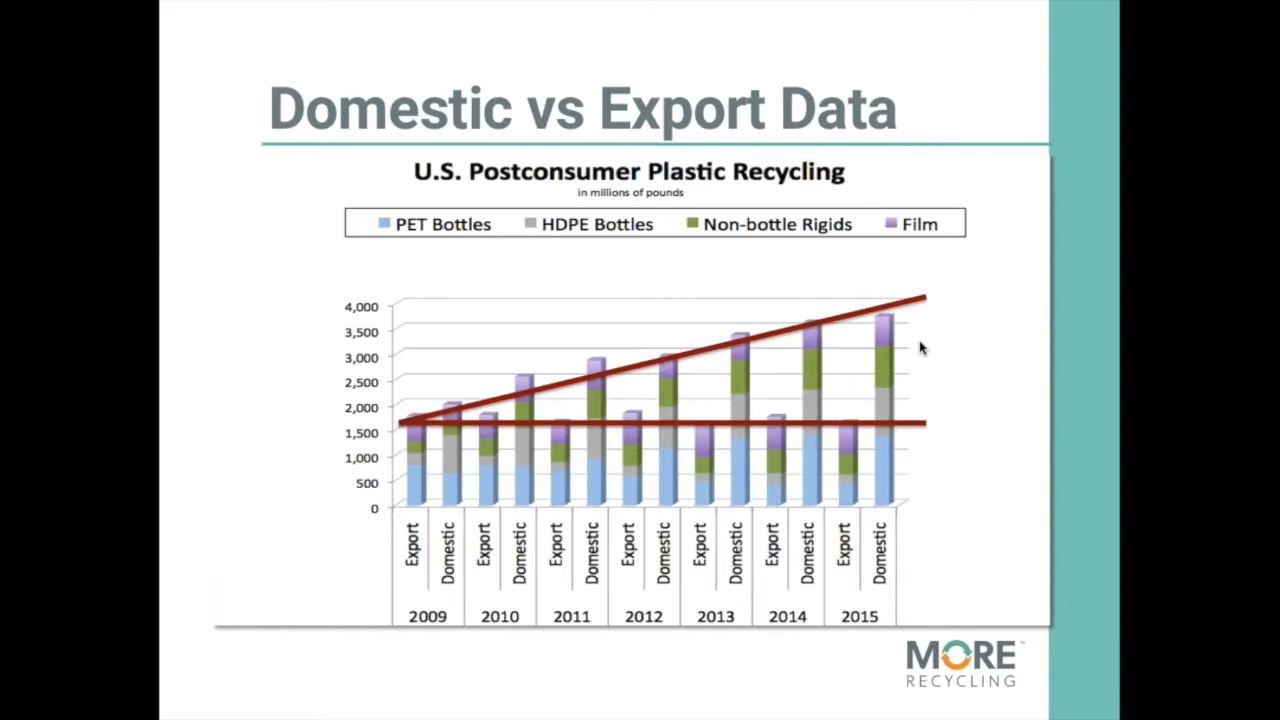 Domestic vs Export Data
U.S. Postconsumer Plastic Recycling
in millions of pounds
PET Bottles HDPE Bottles Non-bottle Rigids Film
4,000
3,500
3,000
2,500
2,000
1,500
1,000
500
0
Export Domestic Export Domestic Export Domestic Export Domestic Export Domestic Export Domestic Export Domestic
2009 2010 2011 2012 2013 2014 2015
MORE™
RECYCLING